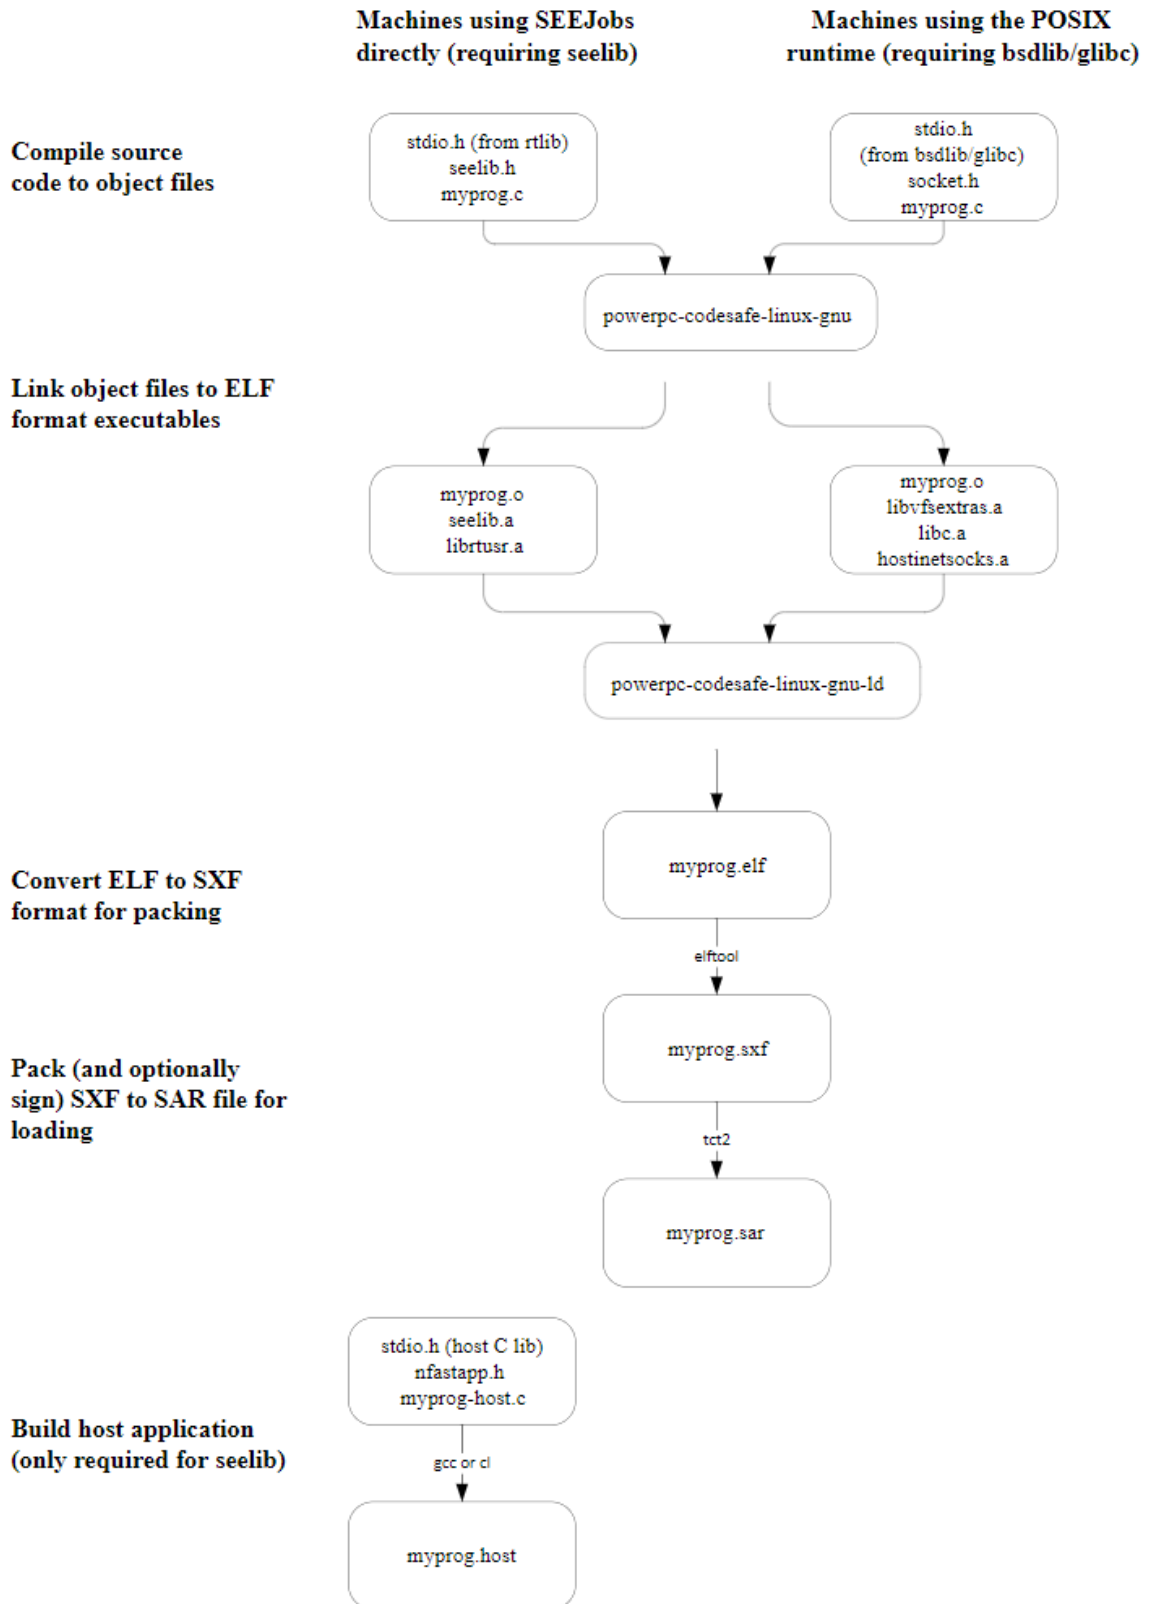 Machines using SEEJobs
directly (requiring seelib)
Machines using the POSIX
runtime (requiring bsdlib/glibc)
Compile source
code to object files
stdio.h (from rtlib)
seelib.h
myprog.c
stdio.h
(from bsdlib/glibc)
socket.h
myprog.c
powerpc-codesafe-linux-gnu
Link object files to ELF
format executables
myprog.o
seelib.a
librtusr.a
myprog.o
libvfsextras.a
libc.a
hostinetsocks.a
powerpc-codesafe-linux-gnu-ld
Convert ELF to SXF
format for packing
myprog.elf
elftool
Pack (and optionally
sign) SXF to SAR file for
loading
myprog.sxf
tct2
myprog.sar
Build host application
(only required for seelib)
stdio.h (host C lib)
nfastapp.h
myprog-host.c
gcc or cl
myprog.host